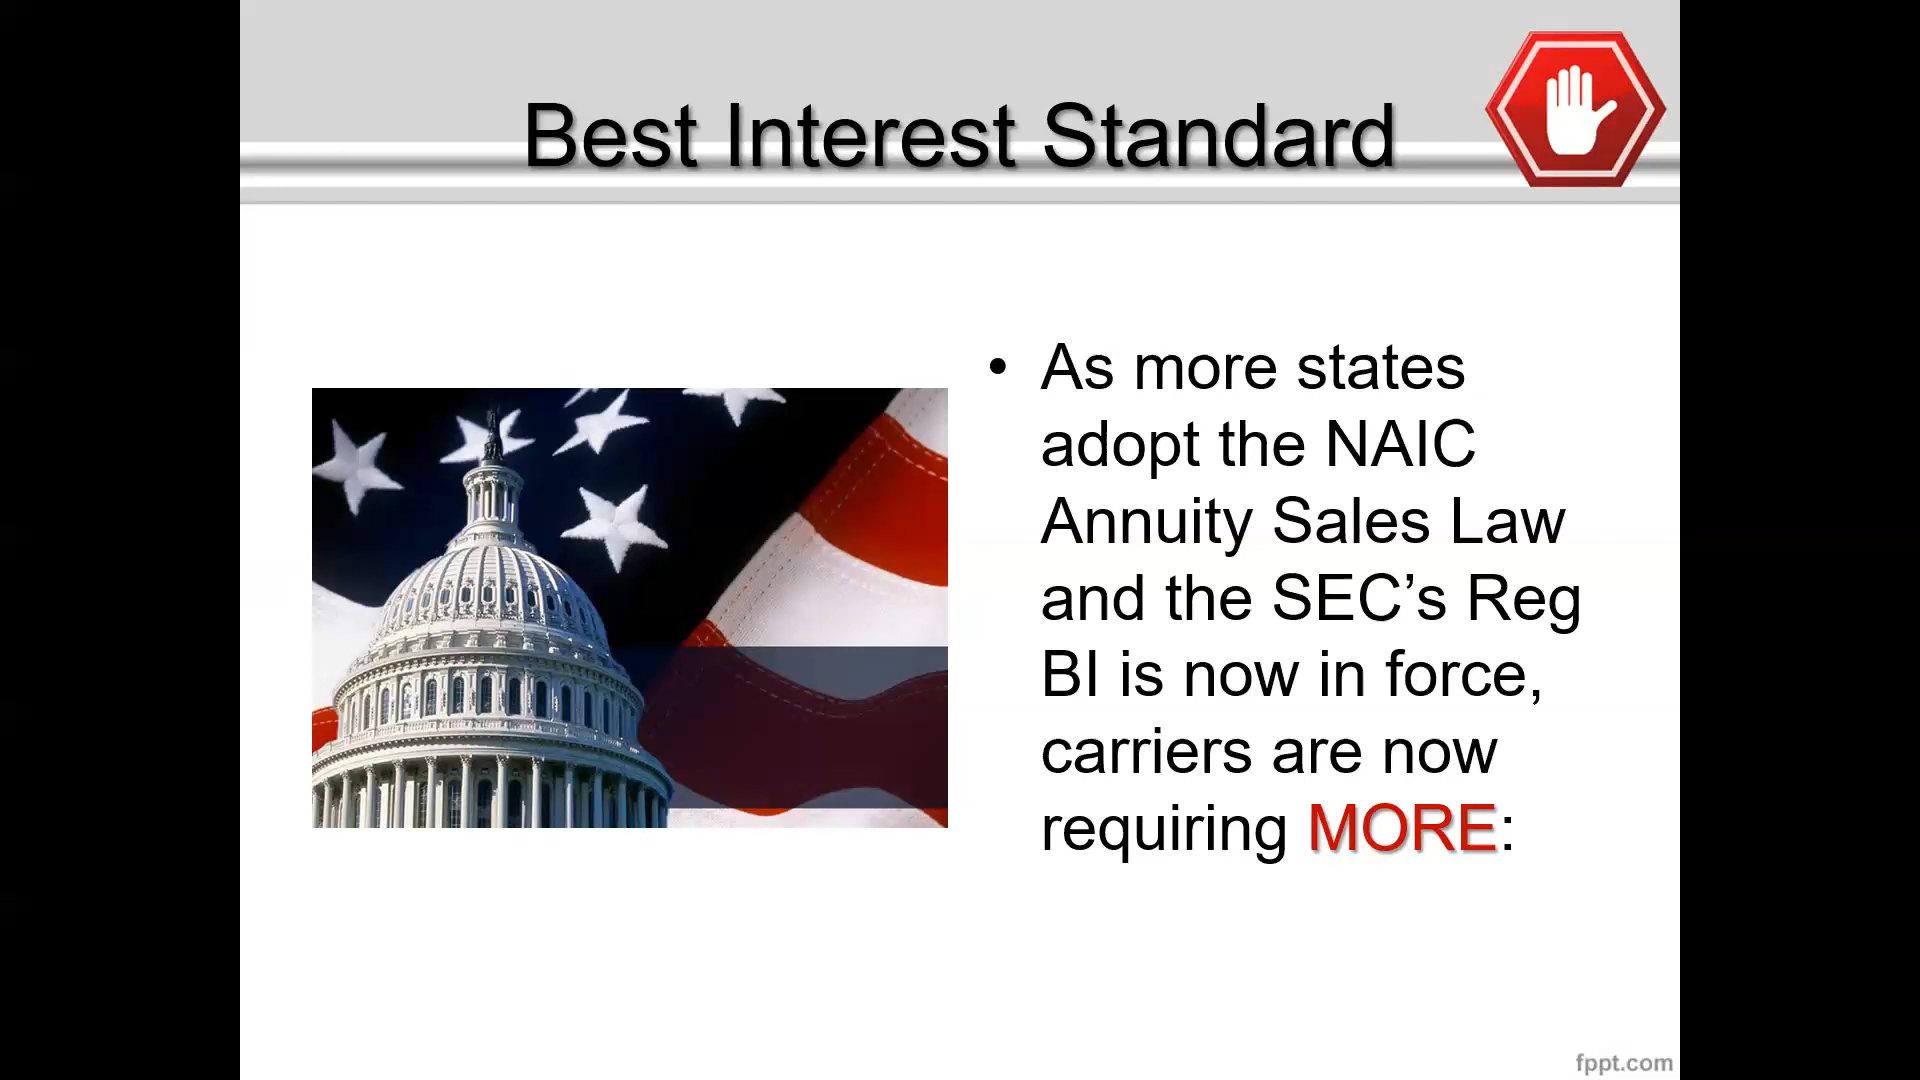 Best Interest Standard
• As more states
adopt the NAIC
Annuity Sales Law
and the SEC’s Reg
BI is now in force,
carriers are now
requiring MORE:
fppt.com